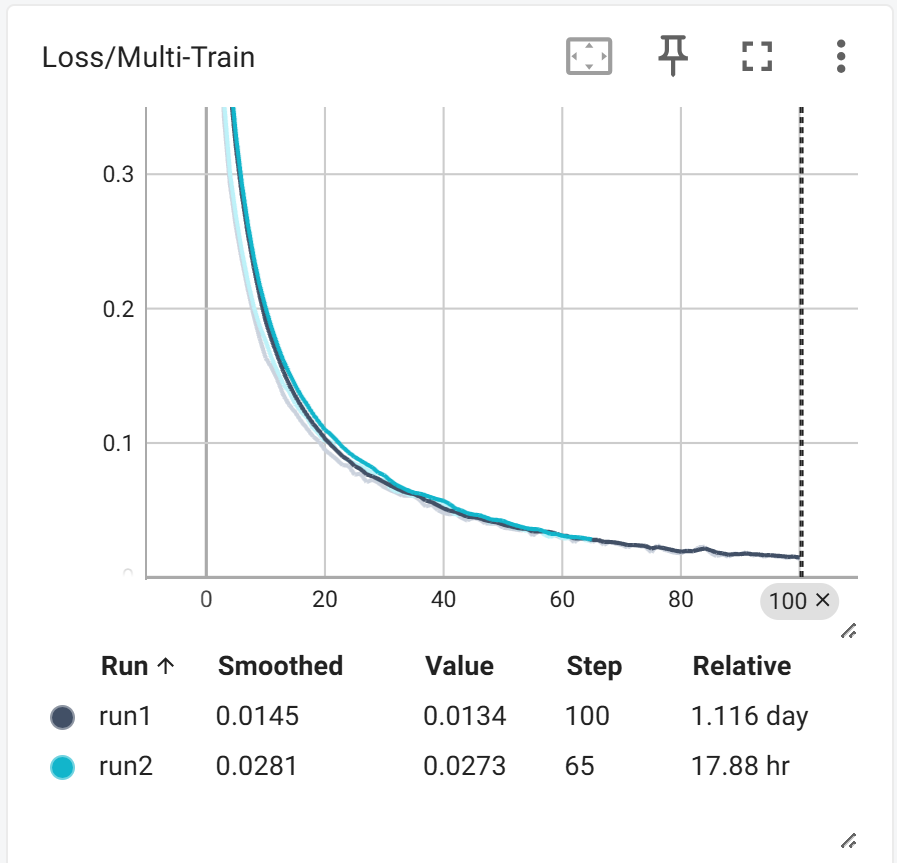 Loss/Multi-Train
0.3
0.2
0.1
0
0 20 40 60 80 100 ×
Run ↑ Smoothed Value Step Relative
run1 0.0145 0.0134 100 1.116 day
run2 0.0281 0.0273 65 17.88 hr